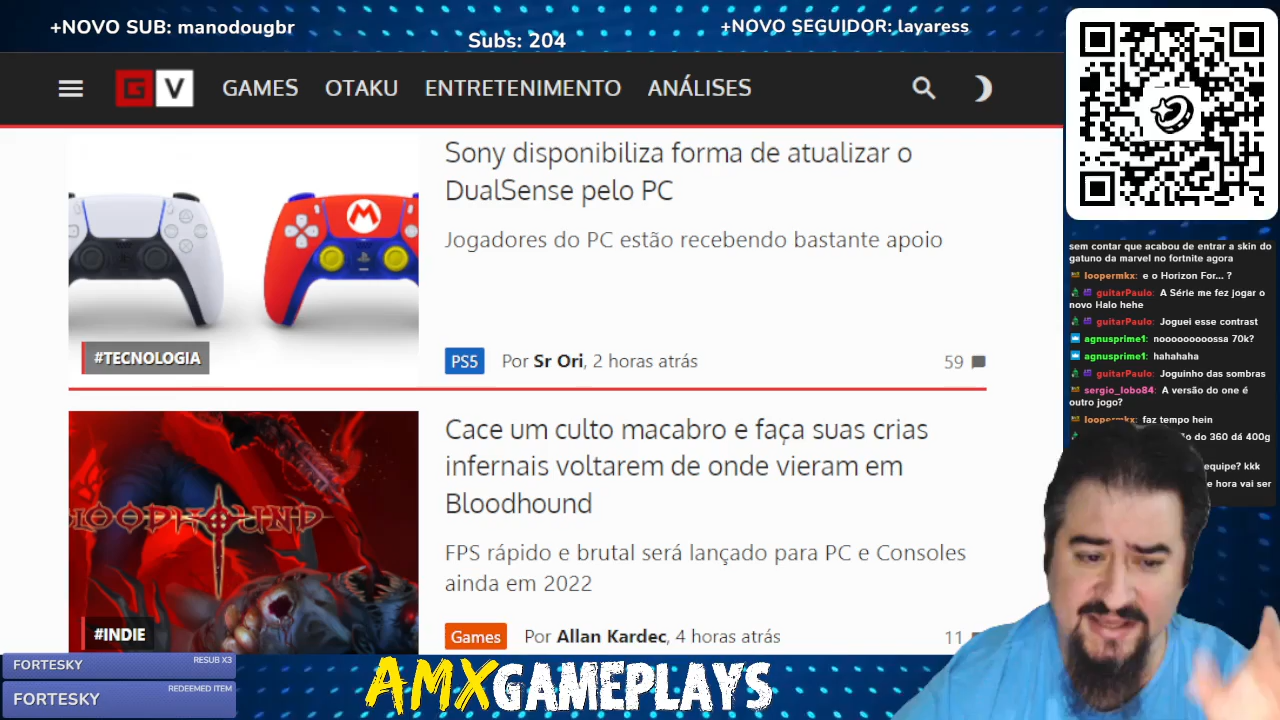 +NOVO SUB: manodougbr
Subs: 204
+NOVO SEGUIDOR: layaress
G V
GAMES OTAKU ENTRETENIMENTO ANÁLISES
Sony disponibiliza forma de atualizar o
DualSense pelo PC
Jogadores do PC estão recebendo bastante apoio
M
#TECNOLOGIA
PS5 Por Sr Ori, 2 horas atrás 59
Cace um culto macabro e faça suas crias
infernais voltarem de onde vieram em
Bloodhound
FPS rápido e brutal será lançado para PC e Consoles
ainda em 2022
BLOODHOUND
#INDIE
Games Por Allan Kardec, 4 horas atrás 11
sem contar que acabou de entrar a skin do
gatuno da marvel no fortnite agora
loopermkx: e o Horizon For... ?
guitarPaulo: A Série me fez jogar o
novo Halo hehe
guitarPaulo: Joguei esse contrast
agnusprime1: nooooooooossa 70k?
agnusprime1: hahahaha
guitarPaulo: Joguinho das sombras
sergio_lobo84: A versão do one é
outro jogo?
loopermkx: faz tempo hein
do 360 dá 400g
equipe? kkk
e hora vai ser
FORTESKY RESUB X3
FORTESKY REDEEMED ITEM
AMXGAMEPLAYS